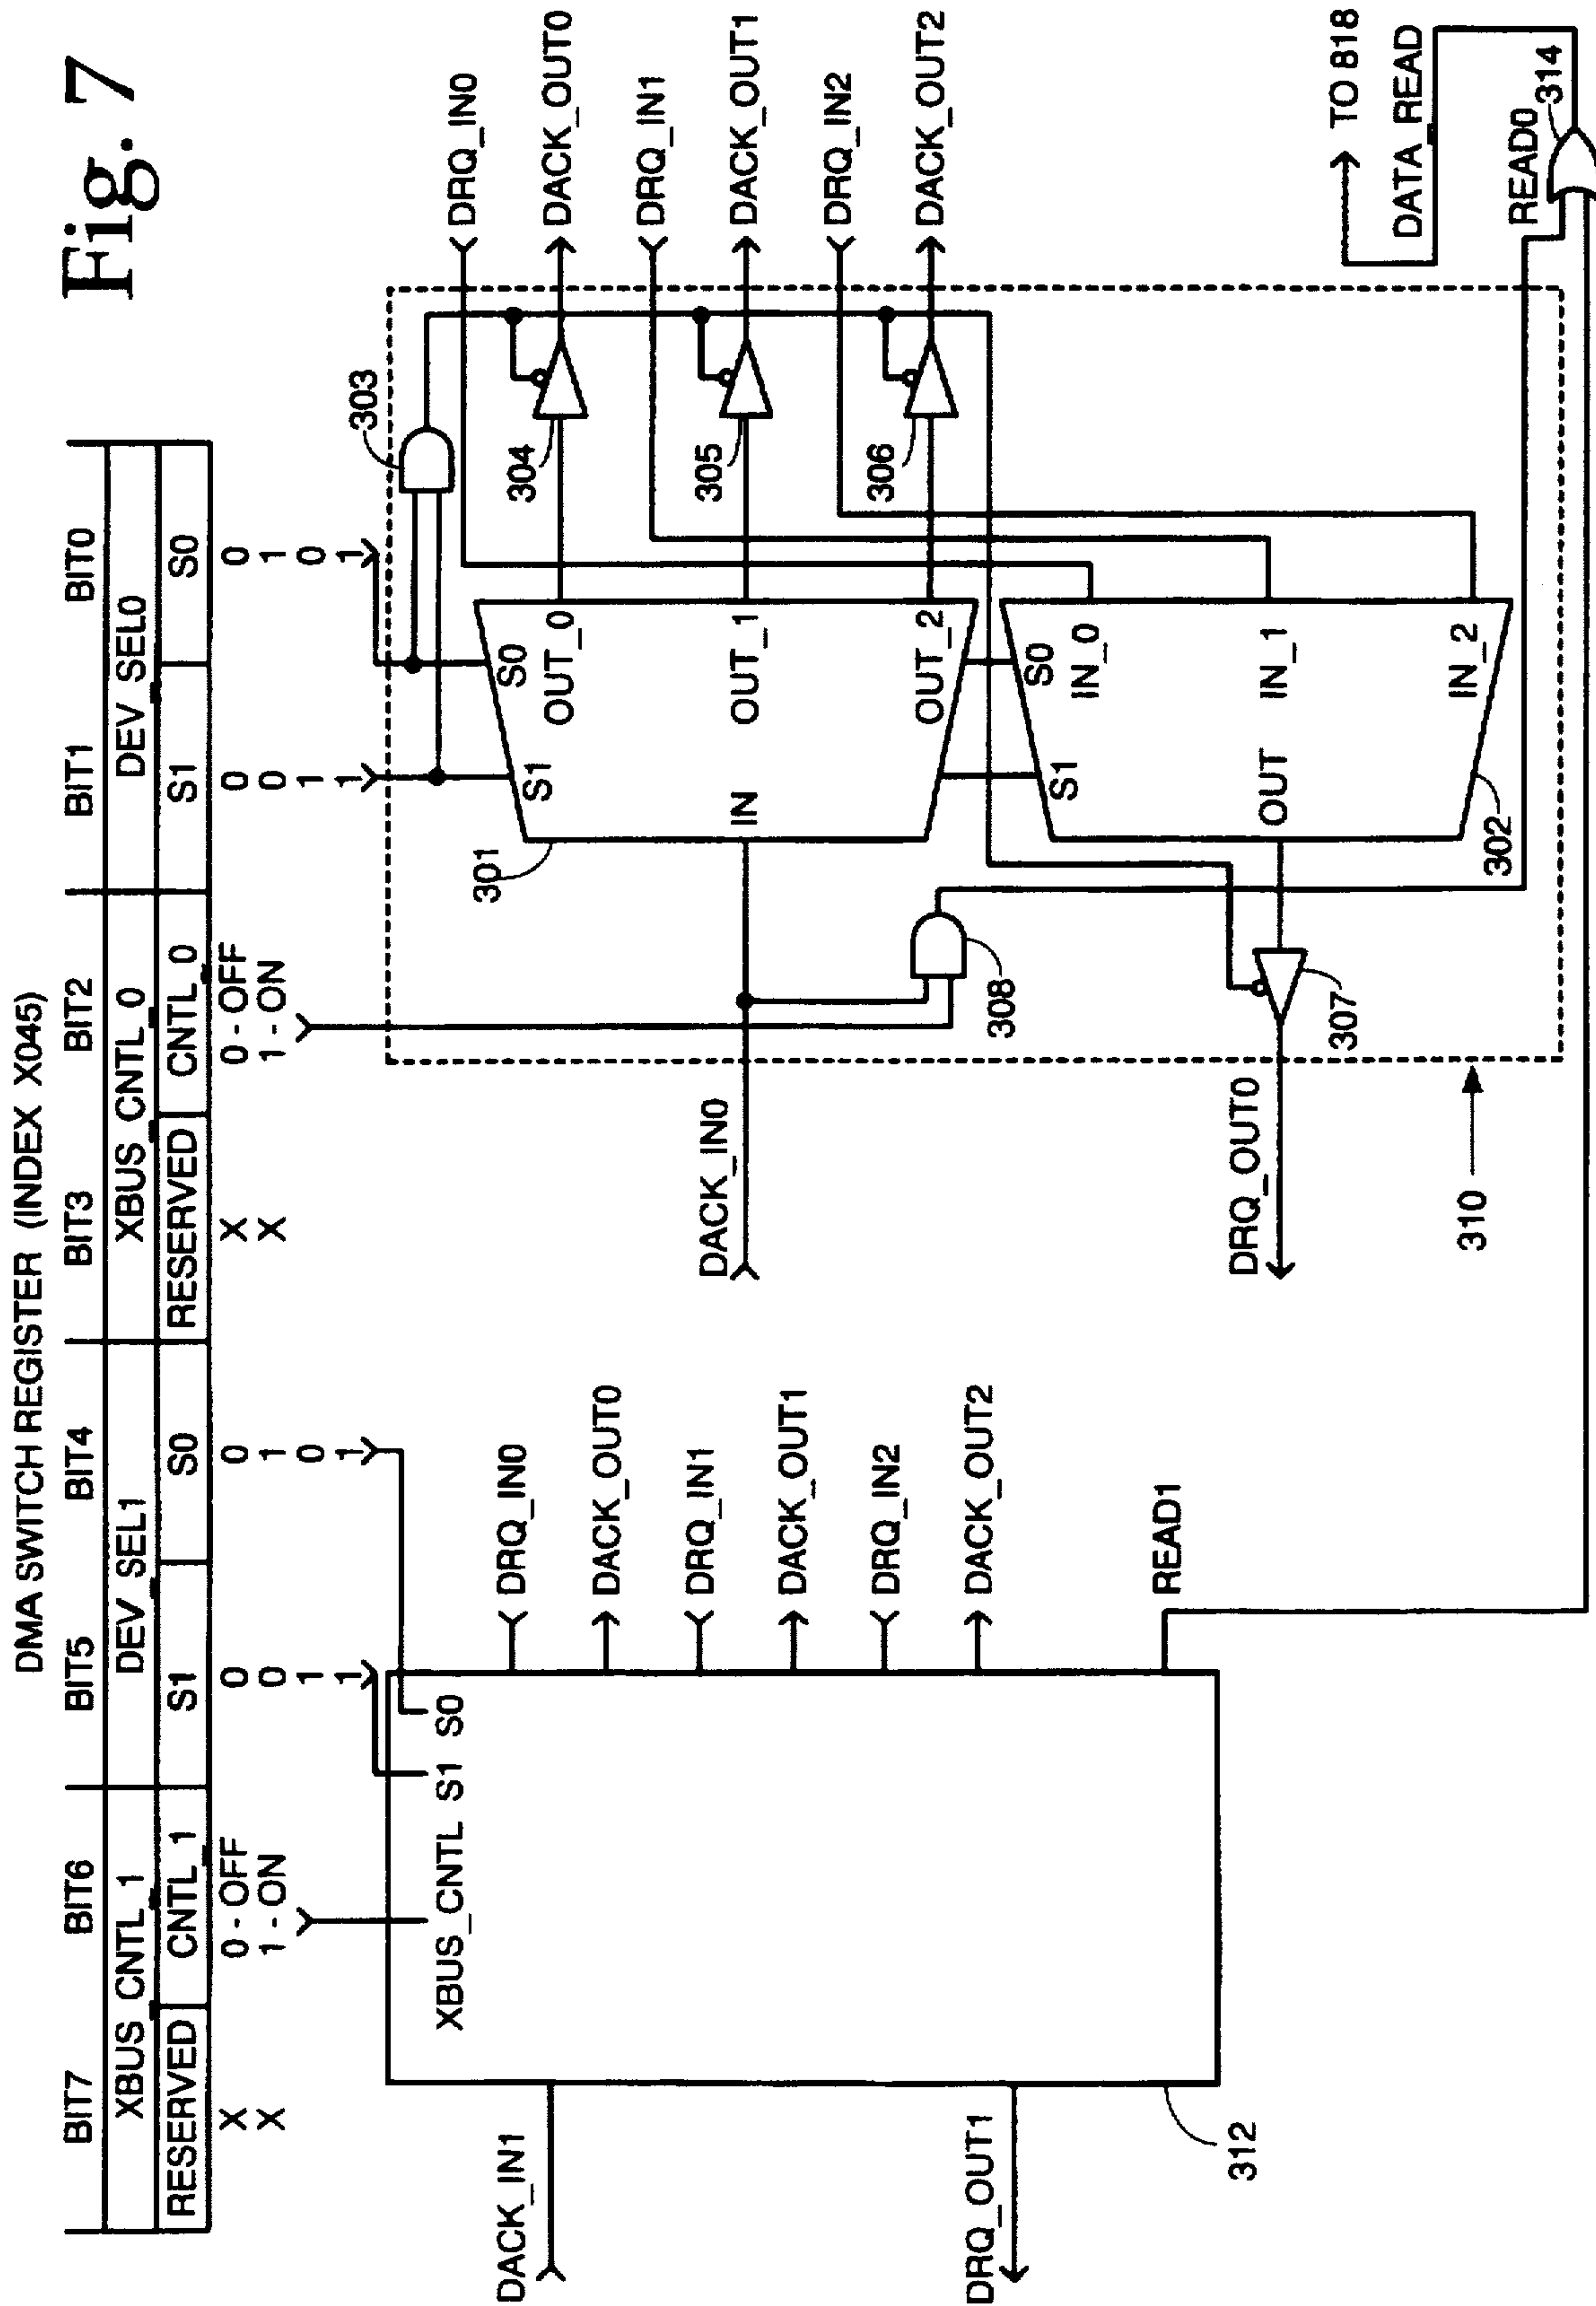 Fig. 7
DMA SWITCH REGISTER (INDEX X045)
BIT7 BIT6 BIT5 BIT4 BIT3 BIT2 BIT1 BIT0
XBUS_CNTL_1 DEV_SEL1 XBUS_CNTL_0 DEV_SEL0
RESERVED CNTL_1 S1 S0 RESERVED CNTL_0 S1 S0
X 0 - OFF 0 0 X 0 - OFF 0 0
X 1 - ON 0 1 X 1 - ON 0 1
1 0 1 0
1 1 1 1
303
XBUS_CNTL S1 S0
301
S1 S0
DACK_IN1
DRQ_OUT1
312
DRQ_IN0
DACK_OUT0
DRQ_IN1
DACK_OUT1
DRQ_IN2
DACK_OUT2
READ1
DACK_IN0
DRQ_OUT0
310
IN
OUT_0
OUT_1
OUT_2
304
305
306
308
307
S1 S0
IN_0
OUT
IN_1
IN_2
302
DRQ_IN0
DACK_OUT0
DRQ_IN1
DACK_OUT1
DRQ_IN2
DACK_OUT2
TO 818
DATA_READ
READ0
314